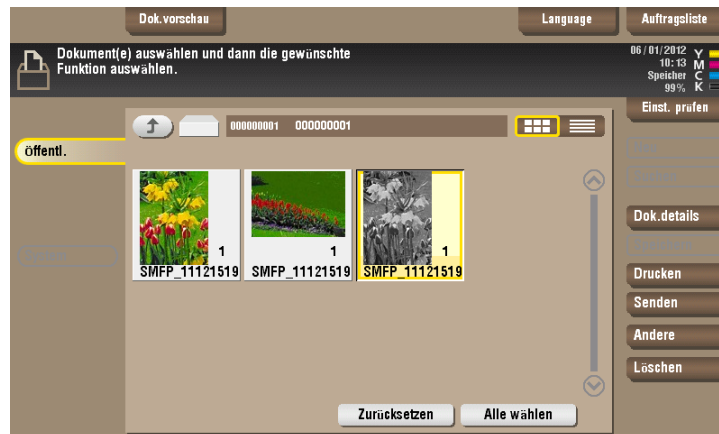 Dok.vorschau
Language
Auftragsliste
Dokument(e) auswählen und dann die gewünschte
Funktion auswählen.
06/01/2012
10:13
Speicher
99%
Y
M
C
K
Einst. prüfen
000000001 000000001
Öffentl.
1
SMFP_11121519
1
SMFP_11121519
1
SMFP_11121519
Dok.details
Drucken
Senden
Andere
Löschen
Zurücksetzen
Alle wählen